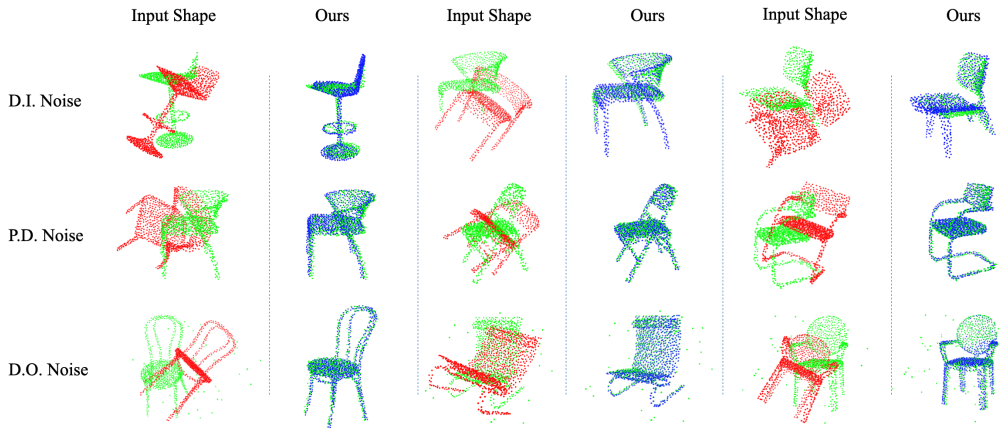 Input Shape Ours Input Shape Ours Input Shape Ours
D.I. Noise
P.D. Noise
D.O. Noise